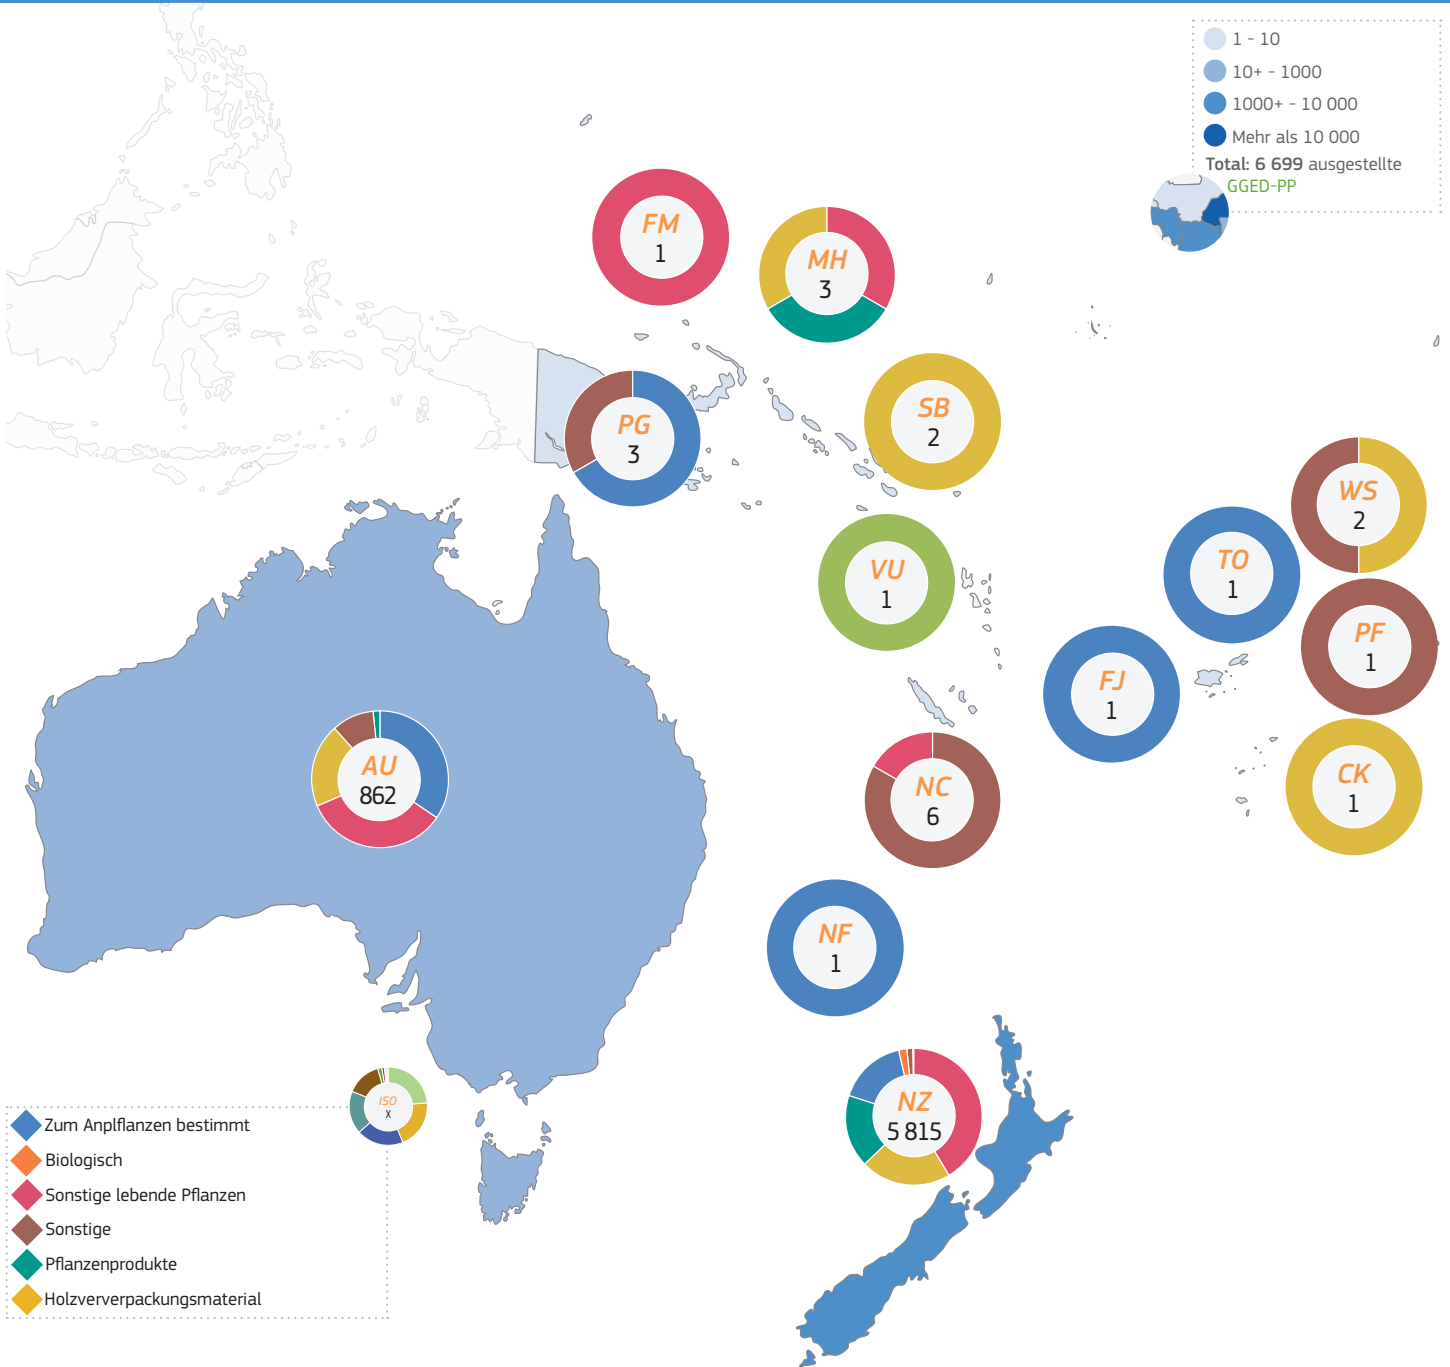 1 - 10
10+ - 1000
1000+ - 10 000
Mehr als 10 000
Total: 6 699 ausgestellte
GGED-PP
FM
1
MH
3
SB
2
PG
3
WS
2
TO
1
VU
1
PF
1
FJ
1
AU
862
NC
6
CK
1
NF
1
NZ
5 815
ISO
X
Zum Anplflanzen bestimmt
Biologisch
Sonstige lebende Pflanzen
Sonstige
Pflanzenprodukte
Holzververpackungsmaterial